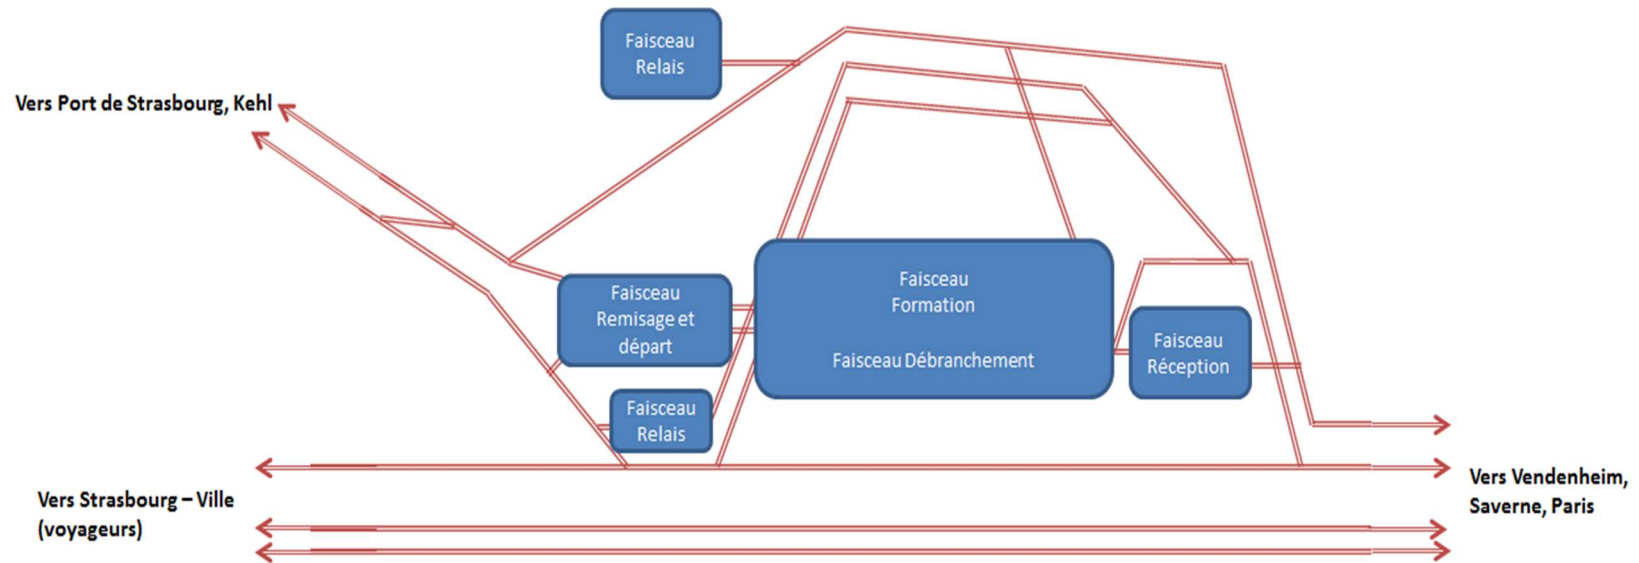 Faisceau
Relais
Vers Port de Strasbourg, Kehl
Faisceau
Remisage et
départ
Faisceau
Formation
Faisceau Débranchement
Faisceau
Réception
Faisceau
Relais
Vers Strasbourg – Ville
(voyageurs)
Vers Vendenheim,
Saverne, Paris